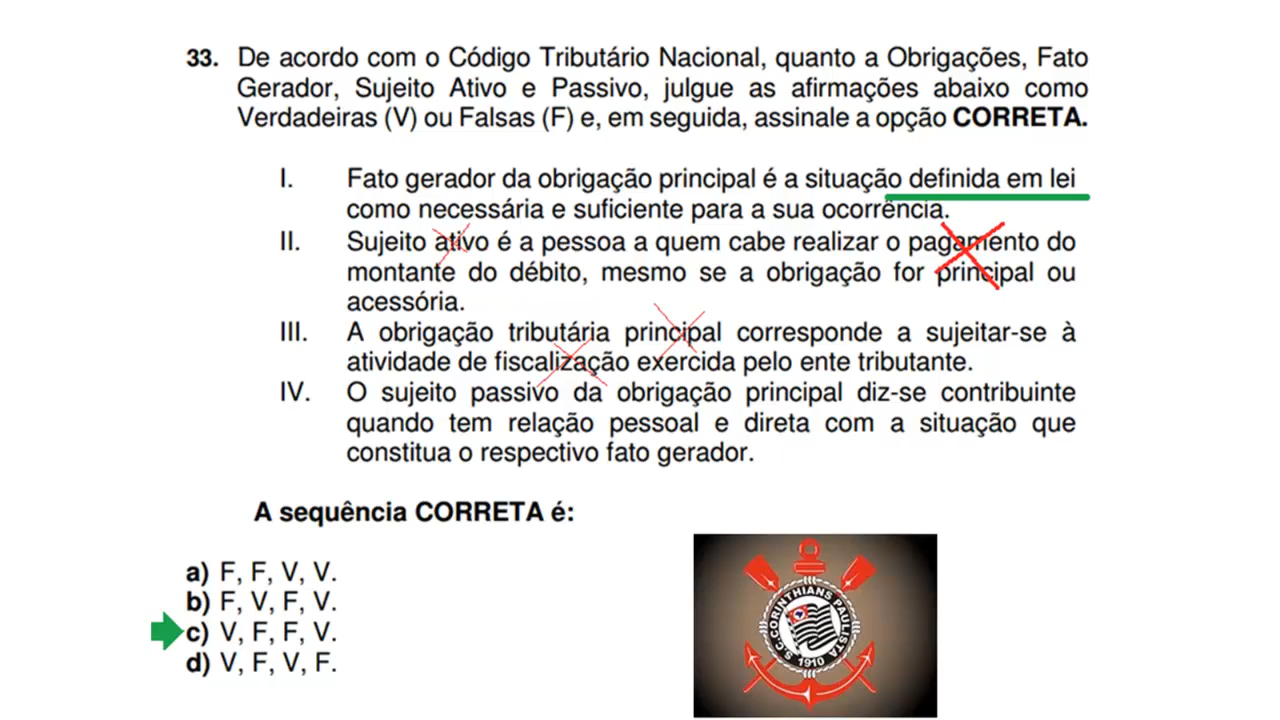 33. De acordo com o Código Tributário Nacional, quanto a Obrigações, Fato
Gerador, Sujeito Ativo e Passivo, julgue as afirmações abaixo como
Verdadeiras (V) ou Falsas (F) e, em seguida, assinale a opção CORRETA.
I. Fato gerador da obrigação principal é a situação definida em lei
como necessária e suficiente para a sua ocorrência.
II. Sujeito ativo é a pessoa a quem cabe realizar o pagamento do
montante do débito, mesmo se a obrigação for principal ou
acessória.
III. A obrigação tributária principal corresponde a sujeitar-se à
atividade de fiscalização exercida pelo ente tributante.
IV. O sujeito passivo da obrigação principal diz-se contribuinte
quando tem relação pessoal e direta com a situação que
constitua o respectivo fato gerador.
A sequência CORRETA é:
a) F, F, V, V.
b) F, V, F, V.
c) V, F, F, V.
d) V, F, V, F.
S.C. CORINTHIANS PAULISTA
1910